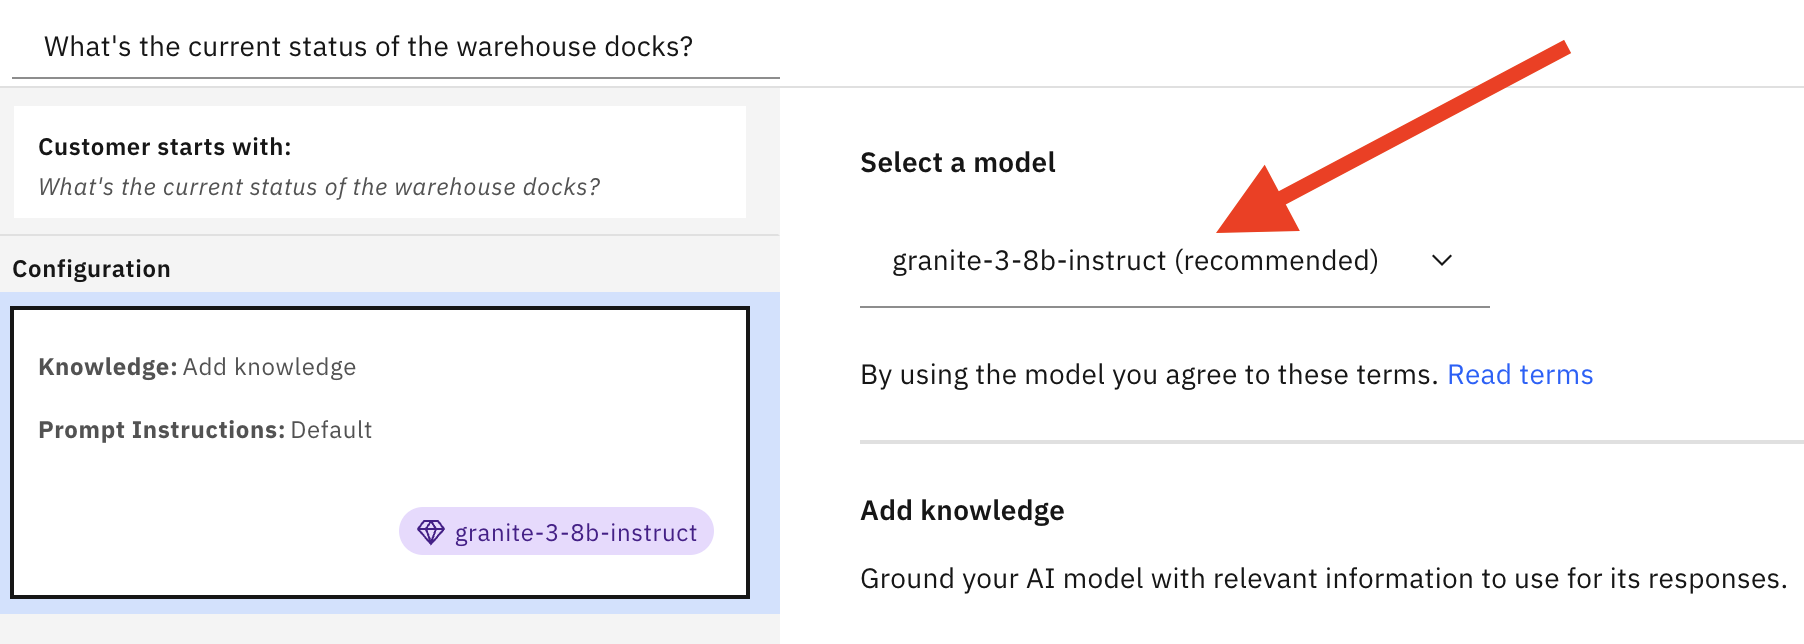 What's the current status of the warehouse docks?
Customer starts with:
What's the current status of the warehouse docks?
Configuration
Knowledge: Add knowledge
Prompt Instructions: Default
granite-3-8b-instruct
Select a model
granite-3-8b-instruct (recommended)
By using the model you agree to these terms. Read terms
Add knowledge
Ground your AI model with relevant information to use for its responses.